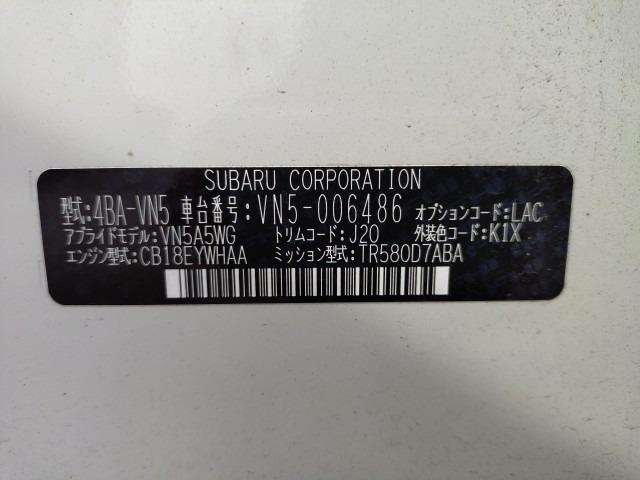 SUBARU CORPORATION
型式:4BA-VN5 車台番号:VN5-006486 オプションコード:LAC
アプライドモデル:VN5A5WG トリムコード:J20 外装色コード:K1X
エンジン型式:CB18EYWHAA ミッション型式:TR580D7ABA